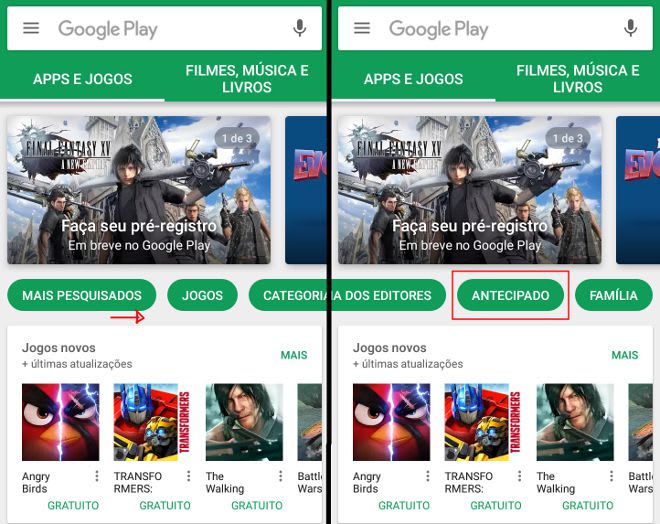 Google Play
APPS E JOGOS
FILMES, MÚSICA E
LIVROS
FINAL FANTASY XV
A NEW EMPIRE
1 de 3
Faça seu pré-registro
Em breve no Google Play
MAIS PESQUISADOS
JOGOS
CATEGORI
Jogos novos
+ últimas atualizações
MAIS
TRANSFORMERS
Angry
Birds
GRATUITO
TRANSFO
RMERS:
GRATUITO
The
Walking
GRATUITO
Battl
Wars
Google Play
APPS E JOGOS
FILMES, MÚSICA E
LIVROS
FINAL FANTASY XV
A NEW EMPIRE
1 de 3
Faça seu pré-registro
Em breve no Google Play
A DOS EDITORES
ANTECIPADO
FAMÍLIA
Jogos novos
+ últimas atualizações
MAIS
TRANSFORMERS
Angry
Birds
GRATUITO
TRANSFO
RMERS:
GRATUITO
The
Walking
GRATUITO
Battle
Wars